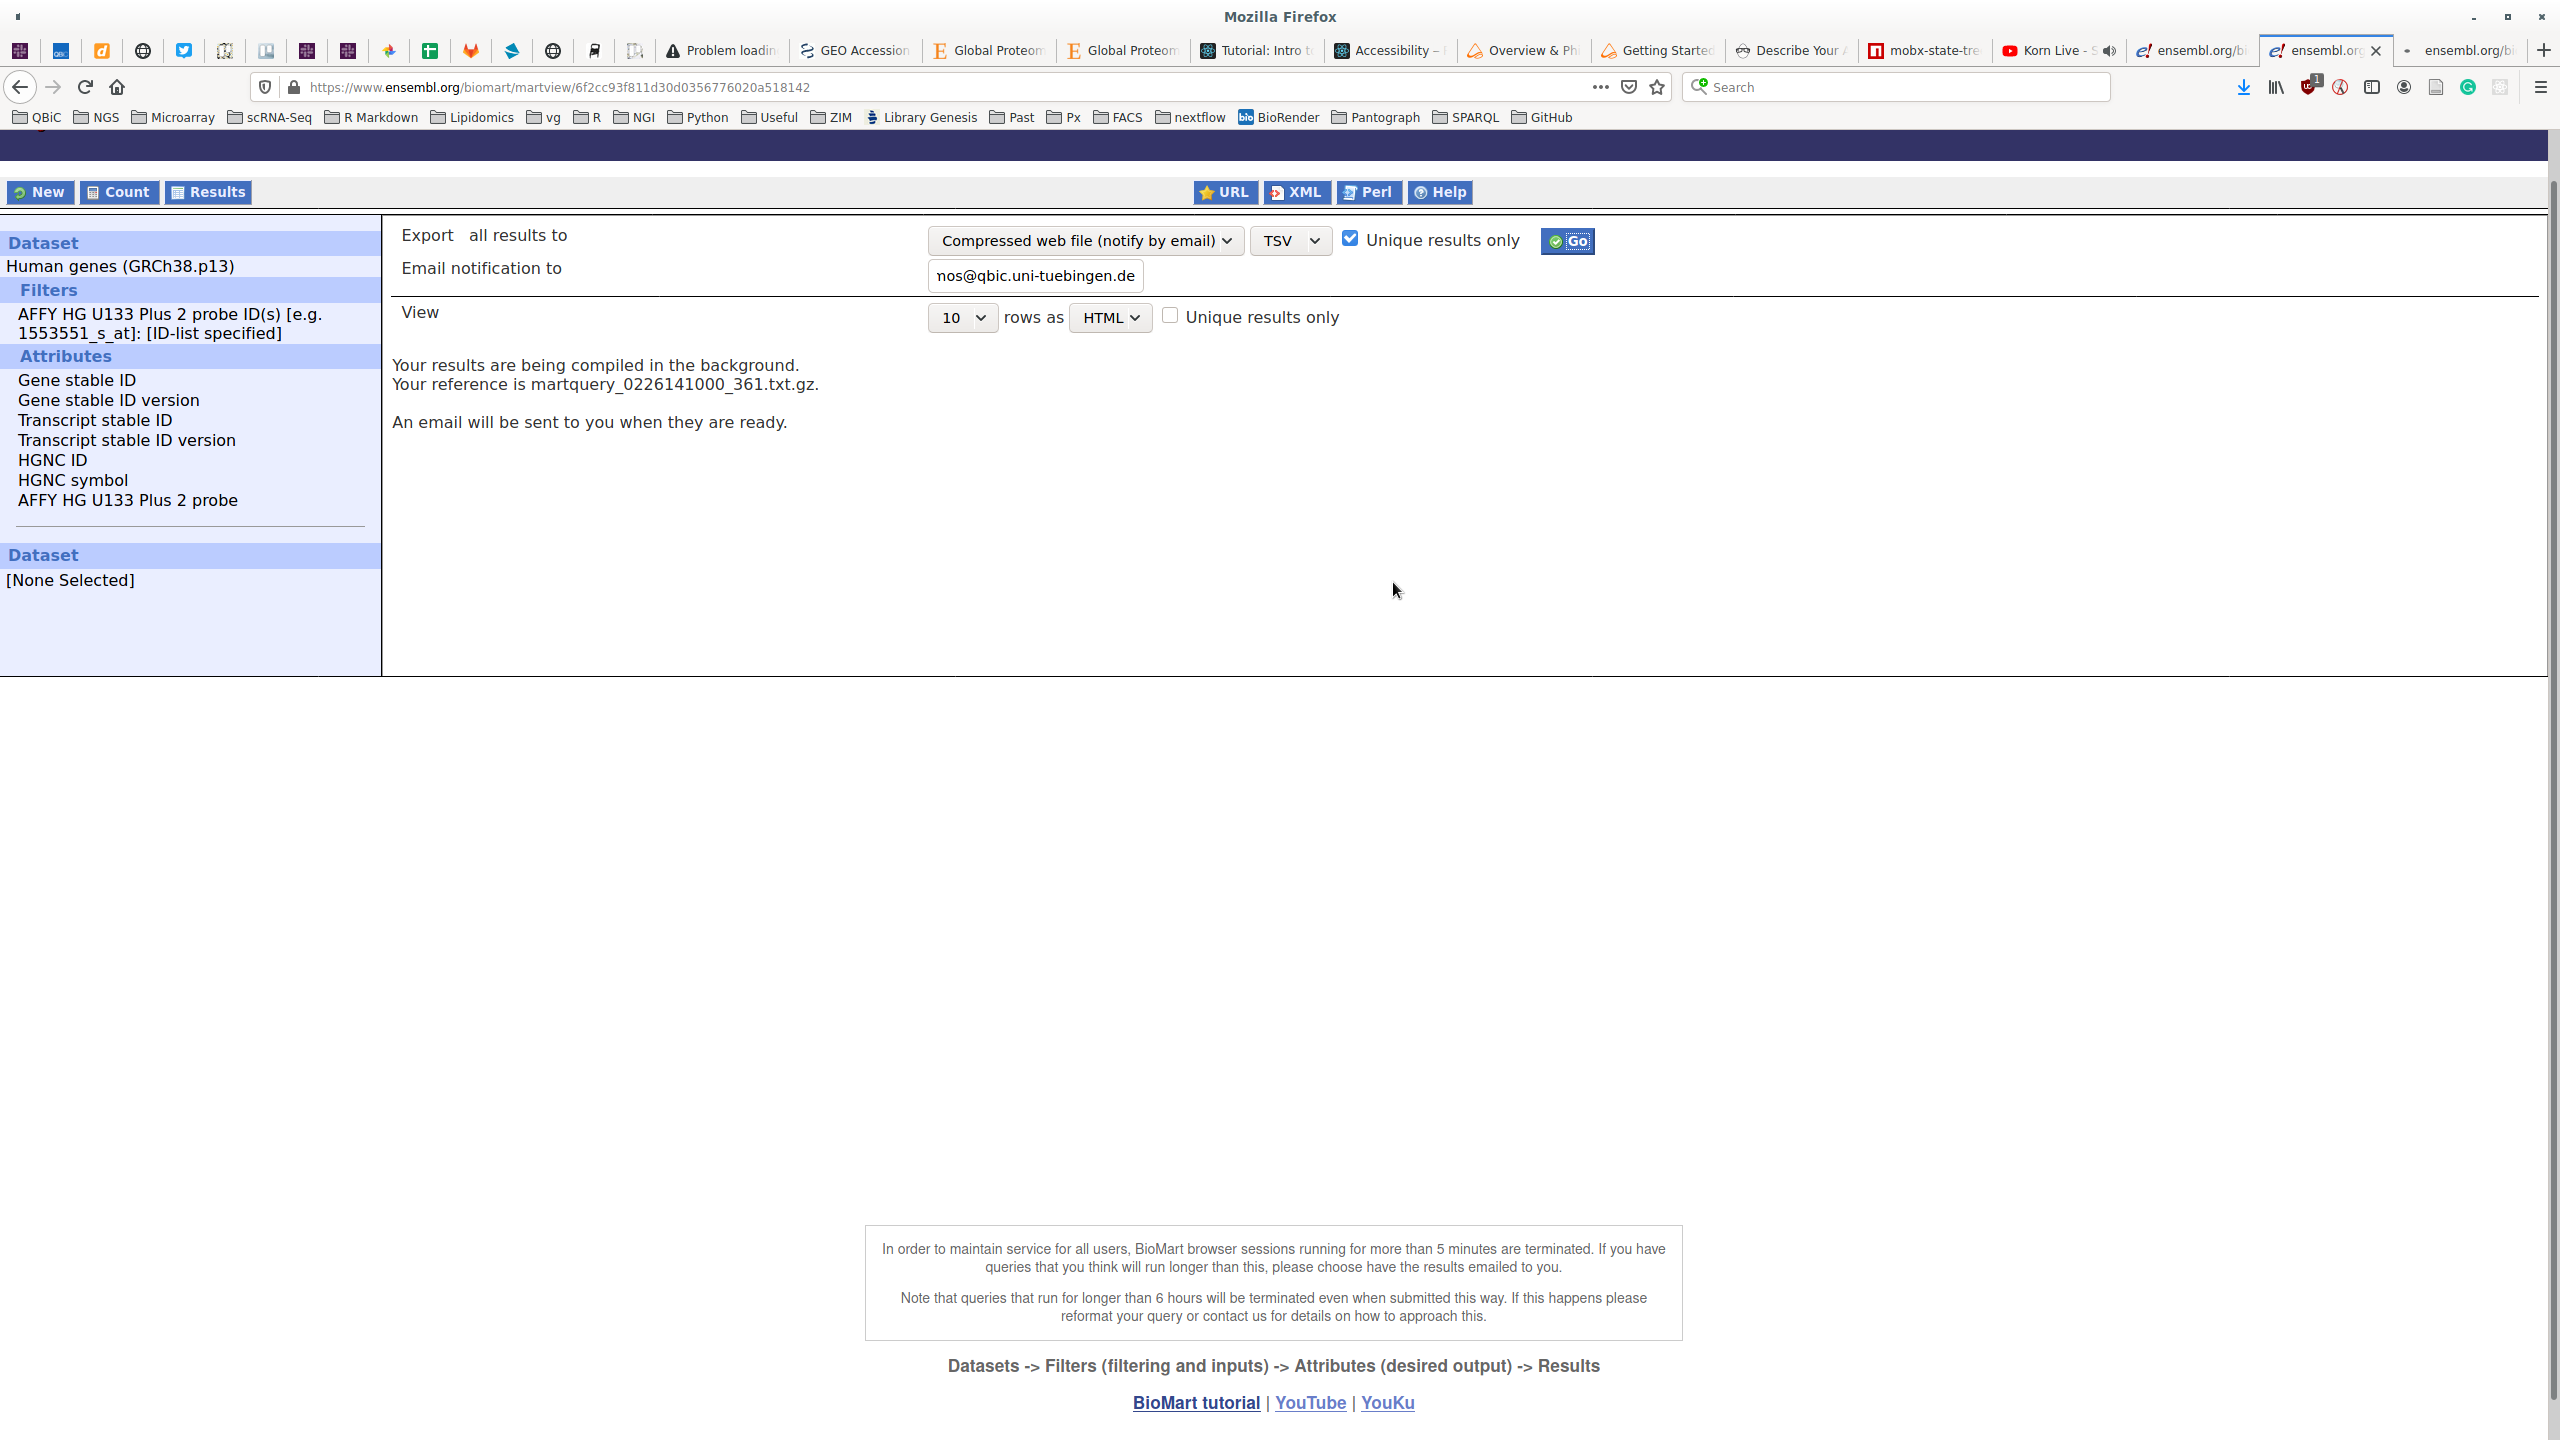 Mozilla Firefox
Problem loadin
GEO Accession
Global Proteom
Global Proteom
Tutorial: Intro t
Accessibility –
Overview & Ph
Getting Started
Describe Your
mobx-state-tre
Korn Live - S
ensembl.org/bi
ensembl.org
ensembl.org/bi
https://www.ensembl.org/biomart/martview/6f2cc93f811d30d0356776020a518142
Search
1
QBiC
NGS
Microarray
scRNA-Seq
R Markdown
Lipidomics
vg
R
NGI
Python
Useful
ZIM
Library Genesis
Past
Px
FACS
nextflow
BioRender
Pantograph
SPARQL
GitHub
New
Count
Results
URL
XML
Perl
Help
Dataset
Human genes (GRCh38.p13)
Filters
AFFY HG U133 Plus 2 probe ID(s) [e.g.
1553551_s_at]: [ID-list specified]
Attributes
Gene stable ID
Gene stable ID version
Transcript stable ID
Transcript stable ID version
HGNC ID
HGNC symbol
AFFY HG U133 Plus 2 probe
Dataset
[None Selected]
Export all results to
Compressed web file (notify by email)
TSV
Unique results only
Go
Email notification to
nos@qbic.uni-tuebingen.de
View
10 rows as HTML
Unique results only
Your results are being compiled in the background.
Your reference is martquery_0226141000_361.txt.gz.
An email will be sent to you when they are ready.
In order to maintain service for all users, BioMart browser sessions running for more than 5 minutes are terminated. If you have
queries that you think will run longer than this, please choose have the results emailed to you.
Note that queries that run for longer than 6 hours will be terminated even when submitted this way. If this happens please
reformat your query or contact us for details on how to approach this.
Datasets -> Filters (filtering and inputs) -> Attributes (desired output) -> Results
BioMart tutorial | YouTube | YouKu